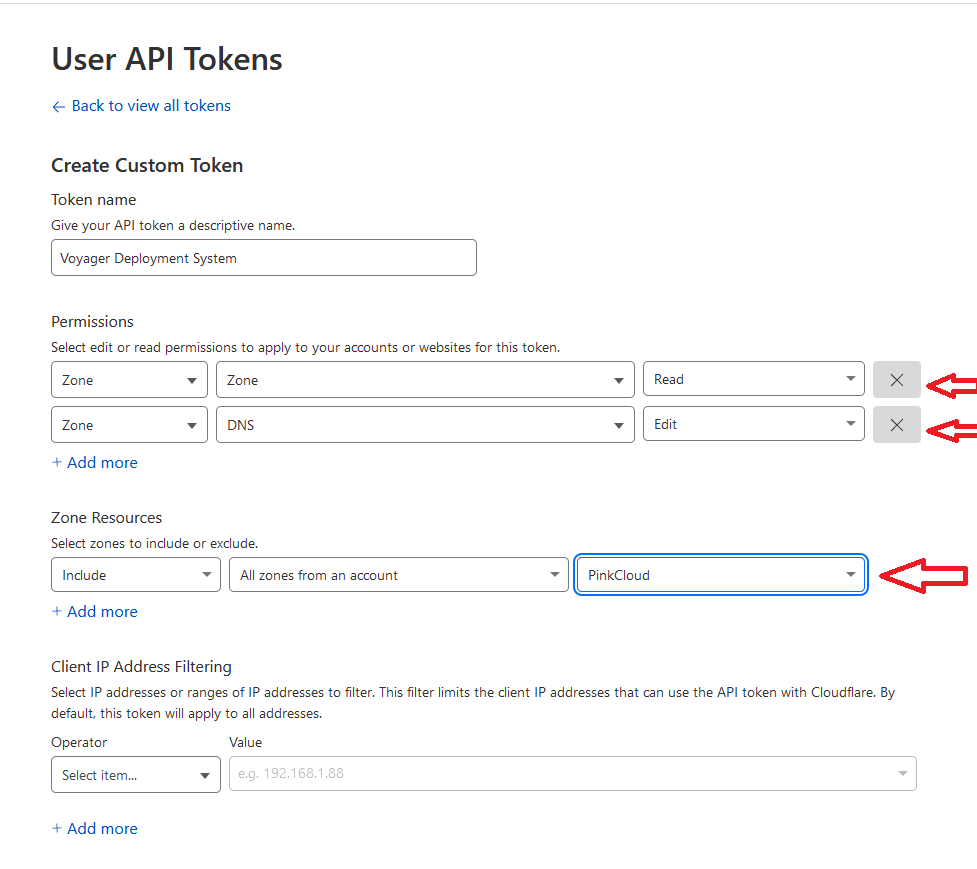 User API Tokens
← Back to view all tokens
Create Custom Token
Token name
Give your API token a descriptive name.
Voyager Deployment System
Permissions
Select edit or read permissions to apply to your accounts or websites for this token.
Zone Zone Read
Zone DNS Edit
+ Add more
Zone Resources
Select zones to include or exclude.
Include All zones from an account PinkCloud
+ Add more
Client IP Address Filtering
Select IP addresses or ranges of IP addresses to filter. This filter limits the client IP addresses that can use the API token with Cloudflare. By
default, this token will apply to all addresses.
Operator Value
Select item... e.g. 192.168.1.88
+ Add more